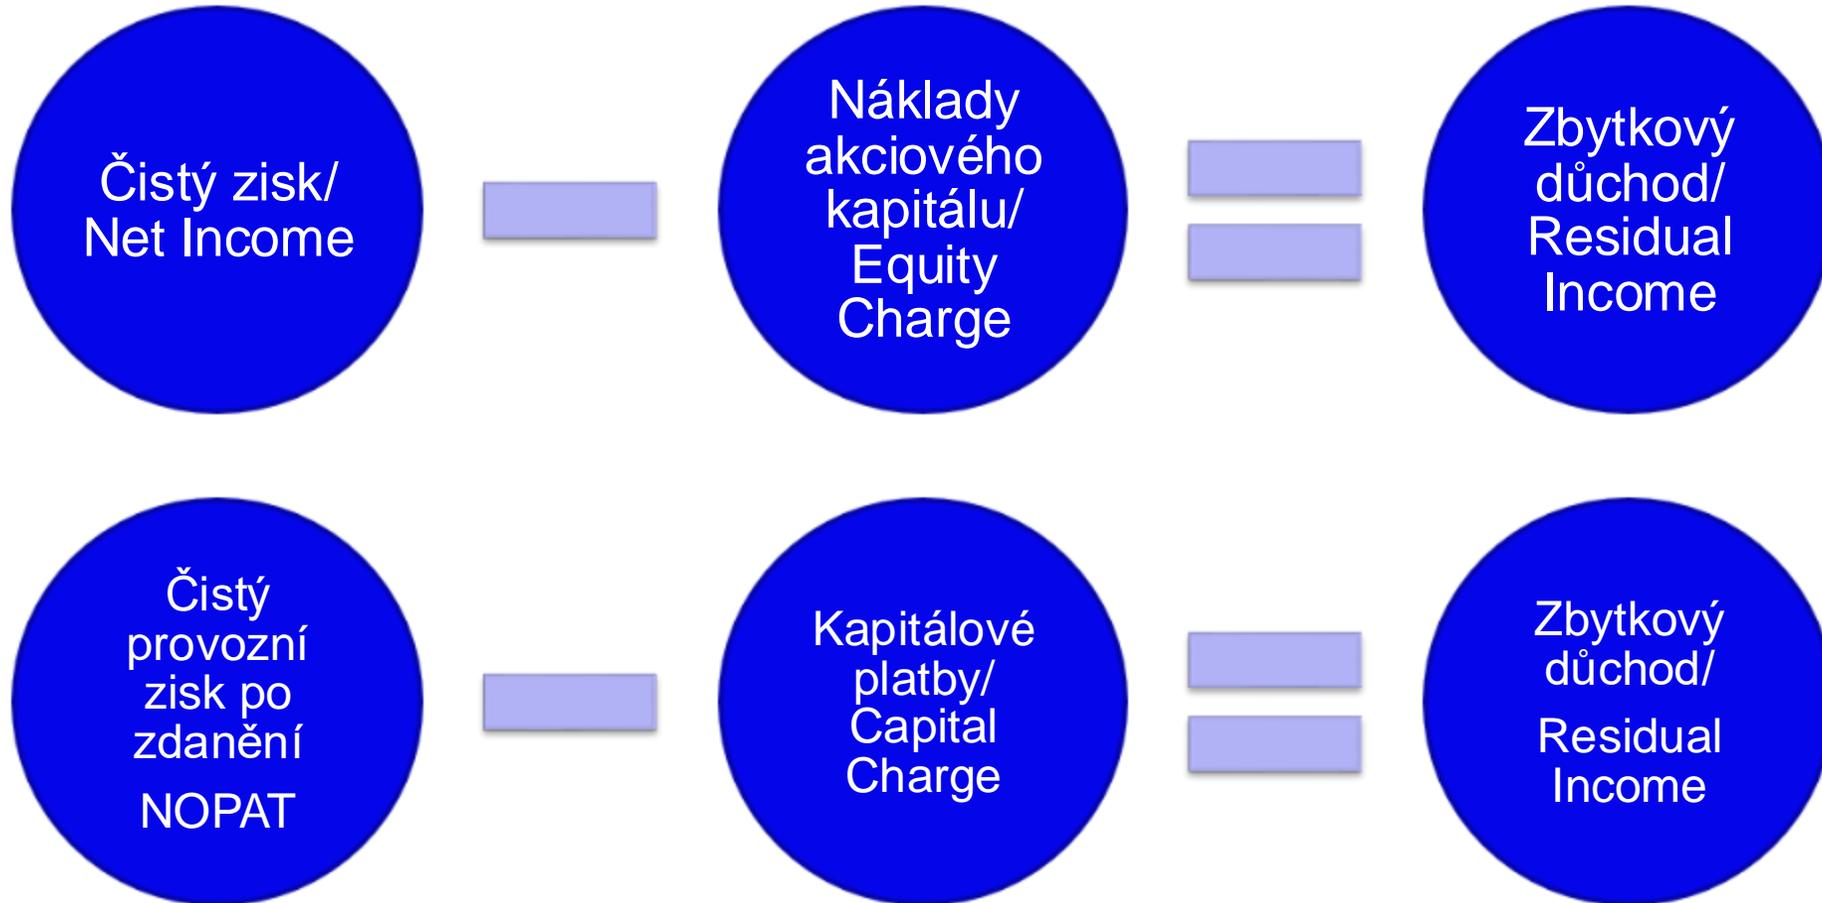 Čistý zisk/
Net Income
Náklady
akciového
kapitálu/
Equity
Charge
Zbytkový
důchod/
Residual
Income
Čistý
provozní
zisk po
zdanění
NOPAT
Kapitálové
platby/
Capital
Charge
Zbytkový
důchod/
Residual
Income